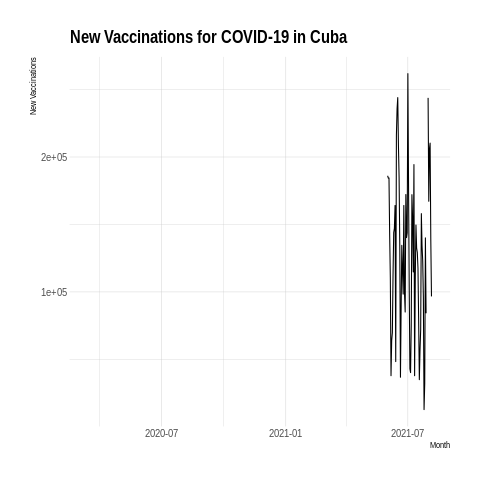 New Vaccinations for COVID-19 in Cuba
New Vaccinations
2e+05
1e+05
2020-07
2021-01
2021-07
Month